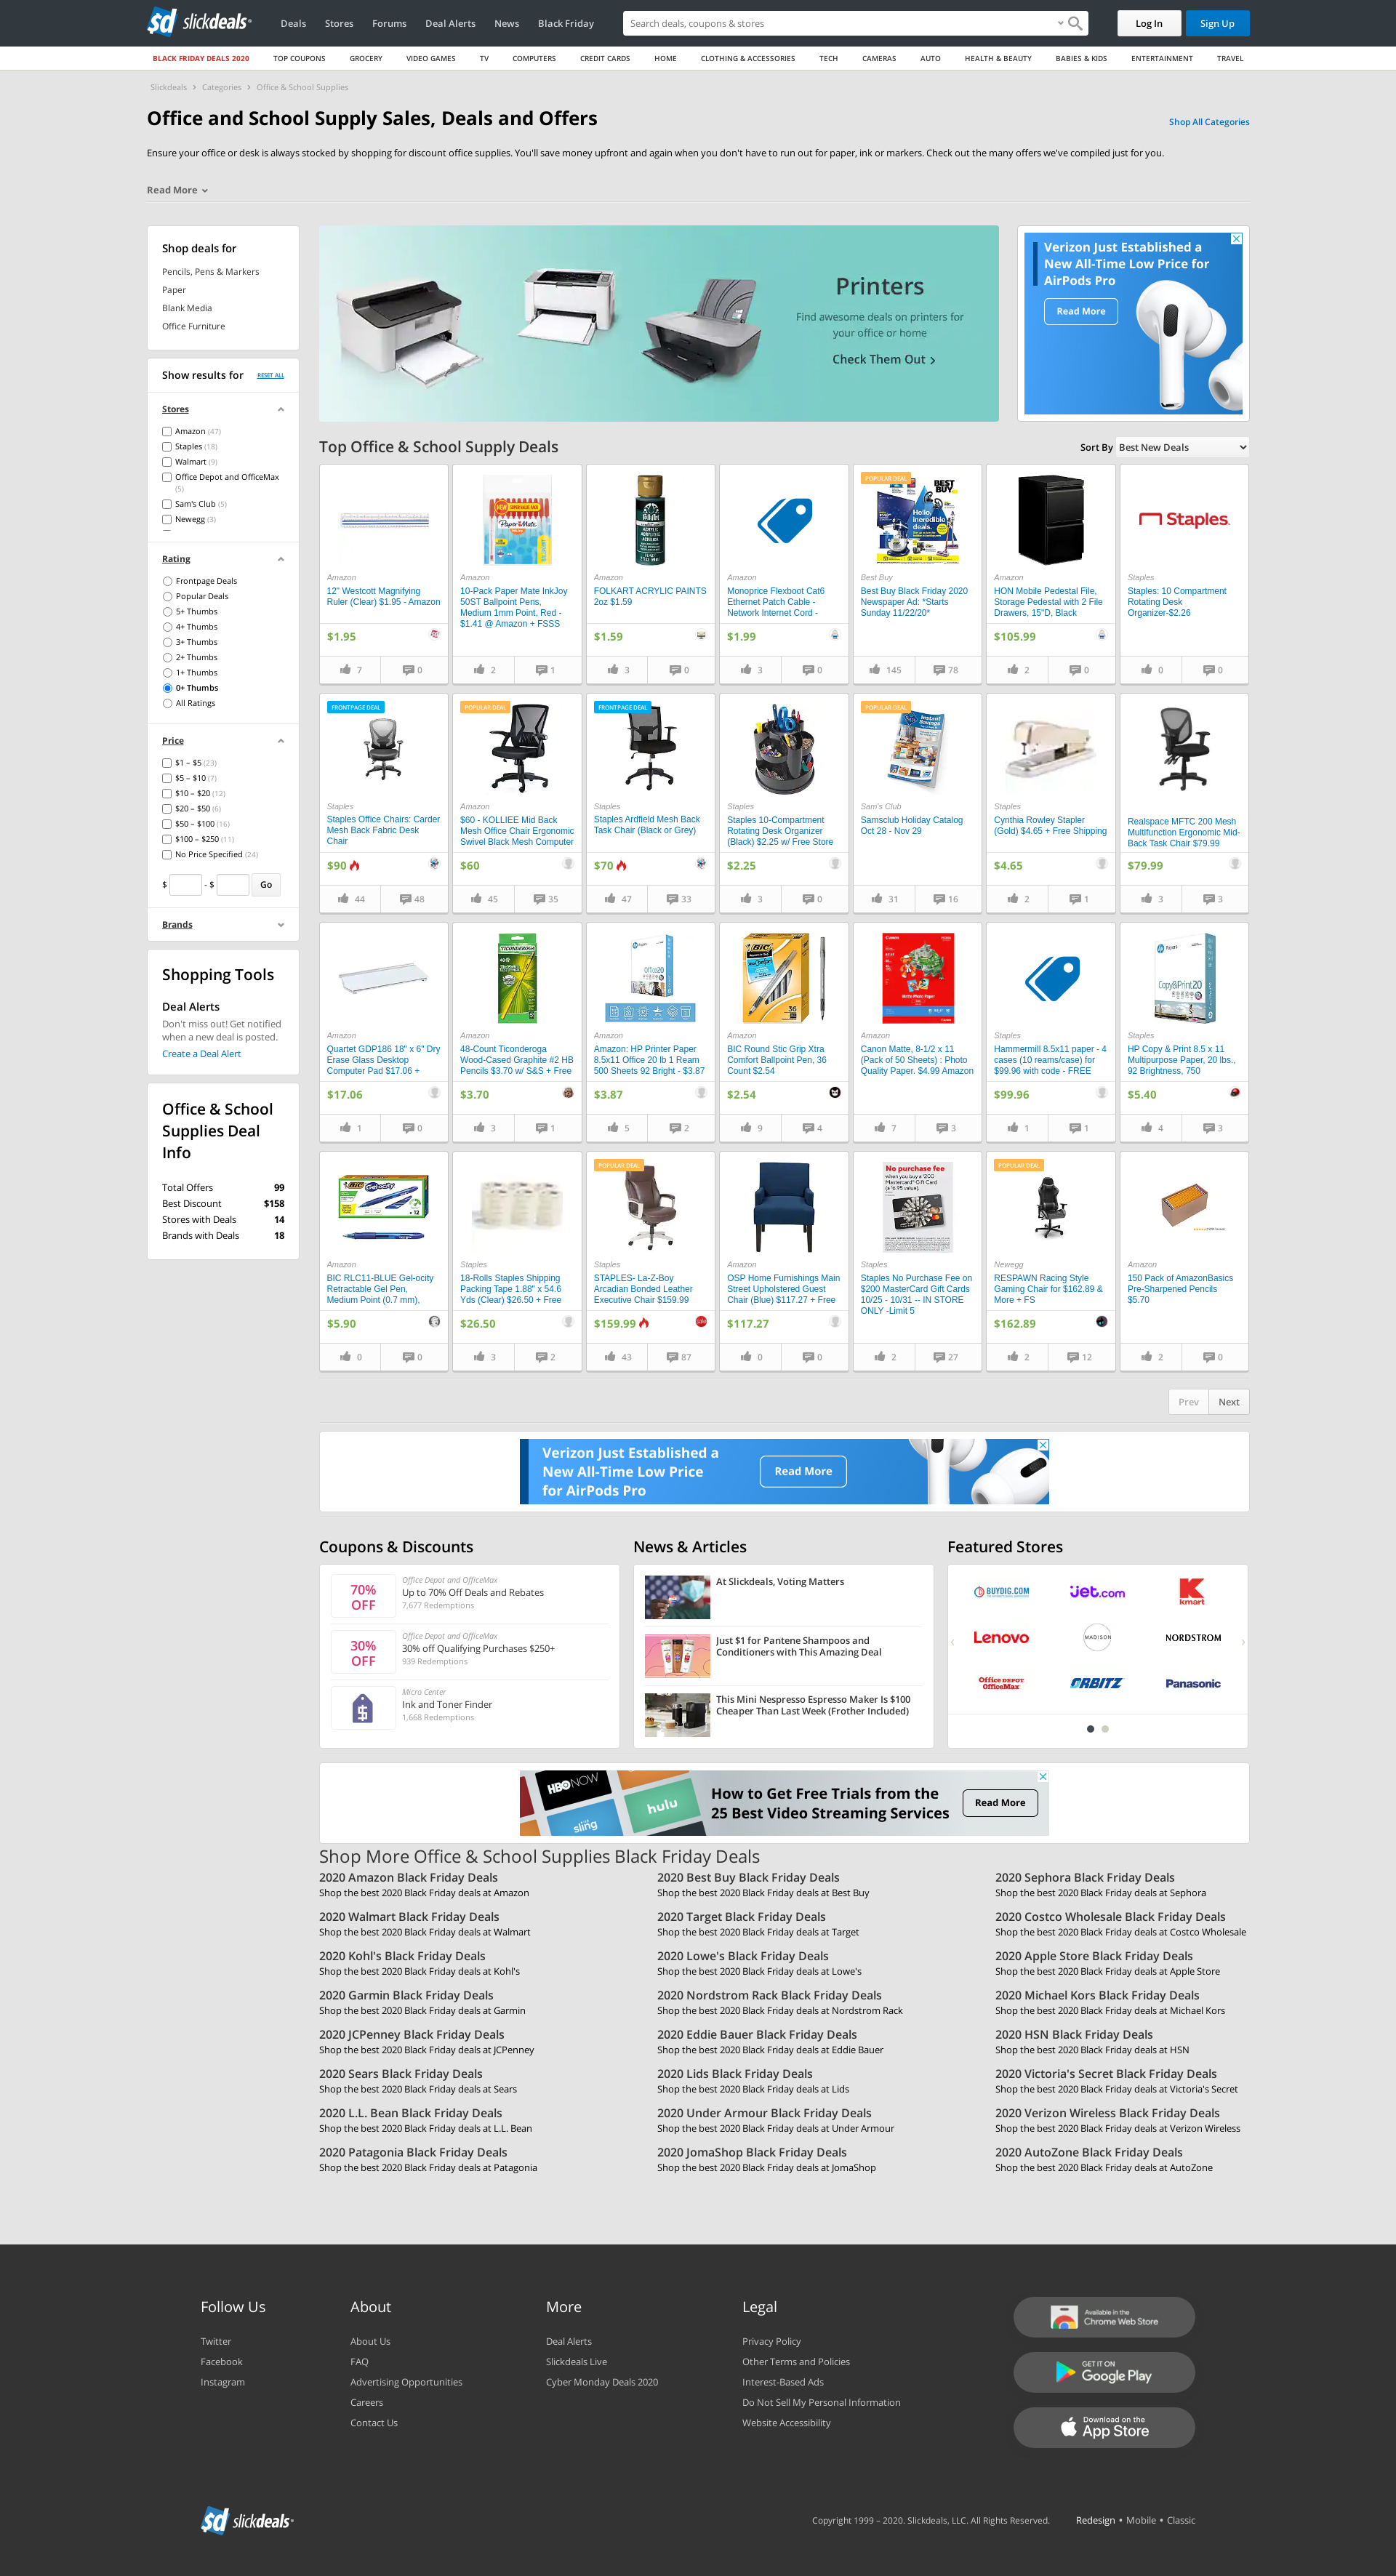 sd slickdeals
Deals Stores Forums Deal Alerts News Black Friday
Search deals, coupons & stores
Log In
Sign Up
BLACK FRIDAY DEALS 2020 TOP COUPONS GROCERY VIDEO GAMES TV COMPUTERS CREDIT CARDS HOME CLOTHING & ACCESSORIES TECH CAMERAS AUTO HEALTH & BEAUTY BABIES & KIDS ENTERTAINMENT TRAVEL
Slickdeals › Categories › Office & School Supplies
Office and School Supply Sales, Deals and Offers
Shop All Categories
Ensure your office or desk is always stocked by shopping for discount office supplies. You'll save money upfront and again when you don't have to run out for paper, ink or markers. Check out the many offers we've compiled just for you.
Read More
Shop deals for
Pencils, Pens & Markers
Paper
Blank Media
Office Furniture
Show results for RESET ALL
Stores
Amazon (47)
Staples (18)
Walmart (9)
Office Depot and OfficeMax
(5)
Sam's Club (5)
Newegg (3)
Rating
Frontpage Deals
Popular Deals
5+ Thumbs
4+ Thumbs
3+ Thumbs
2+ Thumbs
1+ Thumbs
0+ Thumbs
All Ratings
Price
$1 – $5 (23)
$5 – $10 (7)
$10 – $20 (12)
$20 – $50 (6)
$50 – $100 (16)
$100 – $250 (11)
No Price Specified (24)
$ - $ Go
Brands
Shopping Tools
Deal Alerts
Don't miss out! Get notified
when a new deal is posted.
Create a Deal Alert
Office & School
Supplies Deal
Info
Total Offers 99
Best Discount $158
Stores with Deals 14
Brands with Deals 18
Printers
Find awesome deals on printers for
your office or home
Check Them Out
Verizon Just Established a
New All-Time Low Price for
AirPods Pro
Read More
Top Office & School Supply Deals
Sort By Best New Deals
Amazon
12" Westcott Magnifying
Ruler (Clear) $1.95 - Amazon
$1.95
7 0
Paper Mate
Amazon
10-Pack Paper Mate InkJoy
50ST Ballpoint Pens,
Medium 1mm Point, Red -
$1.41 @ Amazon + FSSS
2 1
FolkArt
ACRYLIC
Amazon
FOLKART ACRYLIC PAINTS
2oz $1.59
$1.59
3 0
Amazon
Monoprice Flexboot Cat6
Ethernet Patch Cable -
Network Internet Cord -
$1.99
3 0
POPULAR DEAL
BEST BUY
Hello,
incredible
deals.
Best Buy
Best Buy Black Friday 2020
Newspaper Ad: *Starts
Sunday 11/22/20*
145 78
Amazon
HON Mobile Pedestal File,
Storage Pedestal with 2 File
Drawers, 15"D, Black
$105.99
2 0
Staples.
Staples
Staples: 10 Compartment
Rotating Desk
Organizer-$2.26
0 0
FRONTPAGE DEAL
Staples
Staples Office Chairs: Carder
Mesh Back Fabric Desk
Chair
$90
44 48
POPULAR DEAL
Amazon
$60 - KOLLIEE Mid Back
Mesh Office Chair Ergonomic
Swivel Black Mesh Computer
$60
45 35
FRONTPAGE DEAL
Staples
Staples Ardfield Mesh Back
Task Chair (Black or Grey)
$70
47 33
Staples
Staples 10-Compartment
Rotating Desk Organizer
(Black) $2.25 w/ Free Store
$2.25
3 0
POPULAR DEAL
Instant
Savings
Sam's Club
Samsclub Holiday Catalog
Oct 28 - Nov 29
31 16
Staples
Cynthia Rowley Stapler
(Gold) $4.65 + Free Shipping
$4.65
2 1
Realspace MFTC 200 Mesh
Multifunction Ergonomic Mid-
Back Task Chair $79.99
$79.99
3 3
Amazon
Quartet GDP186 18" x 6" Dry
Erase Glass Desktop
Computer Pad $17.06 +
$17.06
1 0
TICONDEROGA
Amazon
48-Count Ticonderoga
Wood-Cased Graphite #2 HB
Pencils $3.70 w/ S&S + Free
$3.70
3 1
Office20
Amazon
Amazon: HP Printer Paper
8.5x11 Office 20 lb 1 Ream
500 Sheets 92 Bright - $3.87
$3.87
5 2
BIC
36
Amazon
BIC Round Stic Grip Xtra
Comfort Ballpoint Pen, 36
Count $2.54
$2.54
9 4
Canon
Matte Photo Paper
Amazon
Canon Matte, 8-1/2 x 11
(Pack of 50 Sheets) : Photo
Quality Paper. $4.99 Amazon
7 3
Staples
Hammermill 8.5x11 paper - 4
cases (10 reams/case) for
$99.96 with code - FREE
$99.96
1 1
Copy&Print20
Staples
HP Copy & Print 8.5 x 11
Multipurpose Paper, 20 lbs.,
92 Brightness, 750
$5.40
4 3
BIC Gelocity
12
Amazon
BIC RLC11-BLUE Gel-ocity
Retractable Gel Pen,
Medium Point (0.7 mm),
$5.90
0 0
Staples
18-Rolls Staples Shipping
Packing Tape 1.88" x 54.6
Yds (Clear) $26.50 + Free
$26.50
3 2
POPULAR DEAL
Staples
STAPLES- La-Z-Boy
Arcadian Bonded Leather
Executive Chair $159.99
$159.99
43 87
Amazon
OSP Home Furnishings Main
Street Upholstered Guest
Chair (Blue) $117.27 + Free
$117.27
0 0
No purchase fee
when you buy a $200
Mastercard Gift Card
(a $6.95 value).
Staples
Staples No Purchase Fee on
$200 MasterCard Gift Cards
10/25 - 10/31 -- IN STORE
ONLY -Limit 5
2 27
POPULAR DEAL
Newegg
RESPAWN Racing Style
Gaming Chair for $162.89 &
More + FS
$162.89
2 12
Amazon
150 Pack of AmazonBasics
Pre-Sharpened Pencils
$5.70
2 0
Prev Next
Verizon Just Established a
New All-Time Low Price
for AirPods Pro
Read More
Coupons & Discounts
70%
OFF
Office Depot and OfficeMax
Up to 70% Off Deals and Rebates
7,677 Redemptions
30%
OFF
Office Depot and OfficeMax
30% off Qualifying Purchases $250+
939 Redemptions
Micro Center
Ink and Toner Finder
1,668 Redemptions
News & Articles
At Slickdeals, Voting Matters
Just $1 for Pantene Shampoos and
Conditioners with This Amazing Deal
This Mini Nespresso Espresso Maker Is $100
Cheaper Than Last Week (Frother Included)
Featured Stores
BUYDIG.COM jet.com kmart
Lenovo MADISON NORDSTROM
Office DEPOT
OfficeMax
ORBITZ Panasonic
HBO NOW
hulu
sling
How to Get Free Trials from the
25 Best Video Streaming Services
Read More
Shop More Office & School Supplies Black Friday Deals
2020 Amazon Black Friday Deals
Shop the best 2020 Black Friday deals at Amazon
2020 Best Buy Black Friday Deals
Shop the best 2020 Black Friday deals at Best Buy
2020 Sephora Black Friday Deals
Shop the best 2020 Black Friday deals at Sephora
2020 Walmart Black Friday Deals
Shop the best 2020 Black Friday deals at Walmart
2020 Target Black Friday Deals
Shop the best 2020 Black Friday deals at Target
2020 Costco Wholesale Black Friday Deals
Shop the best 2020 Black Friday deals at Costco Wholesale
2020 Kohl's Black Friday Deals
Shop the best 2020 Black Friday deals at Kohl's
2020 Lowe's Black Friday Deals
Shop the best 2020 Black Friday deals at Lowe's
2020 Apple Store Black Friday Deals
Shop the best 2020 Black Friday deals at Apple Store
2020 Garmin Black Friday Deals
Shop the best 2020 Black Friday deals at Garmin
2020 Nordstrom Rack Black Friday Deals
Shop the best 2020 Black Friday deals at Nordstrom Rack
2020 Michael Kors Black Friday Deals
Shop the best 2020 Black Friday deals at Michael Kors
2020 JCPenney Black Friday Deals
Shop the best 2020 Black Friday deals at JCPenney
2020 Eddie Bauer Black Friday Deals
Shop the best 2020 Black Friday deals at Eddie Bauer
2020 HSN Black Friday Deals
Shop the best 2020 Black Friday deals at HSN
2020 Sears Black Friday Deals
Shop the best 2020 Black Friday deals at Sears
2020 Lids Black Friday Deals
Shop the best 2020 Black Friday deals at Lids
2020 Victoria's Secret Black Friday Deals
Shop the best 2020 Black Friday deals at Victoria's Secret
2020 L.L. Bean Black Friday Deals
Shop the best 2020 Black Friday deals at L.L. Bean
2020 Under Armour Black Friday Deals
Shop the best 2020 Black Friday deals at Under Armour
2020 Verizon Wireless Black Friday Deals
Shop the best 2020 Black Friday deals at Verizon Wireless
2020 Patagonia Black Friday Deals
Shop the best 2020 Black Friday deals at Patagonia
2020 JomaShop Black Friday Deals
Shop the best 2020 Black Friday deals at JomaShop
2020 AutoZone Black Friday Deals
Shop the best 2020 Black Friday deals at AutoZone
Follow Us
Twitter
Facebook
Instagram
About
About Us
FAQ
Advertising Opportunities
Careers
Contact Us
More
Deal Alerts
Slickdeals Live
Cyber Monday Deals 2020
Legal
Privacy Policy
Other Terms and Policies
Interest-Based Ads
Do Not Sell My Personal Information
Website Accessibility
Available in the
Chrome Web Store
GET IT ON
Google Play
Download on the
App Store
sd slickdeals
Copyright 1999 – 2020. Slickdeals, LLC. All Rights Reserved.
Redesign • Mobile • Classic